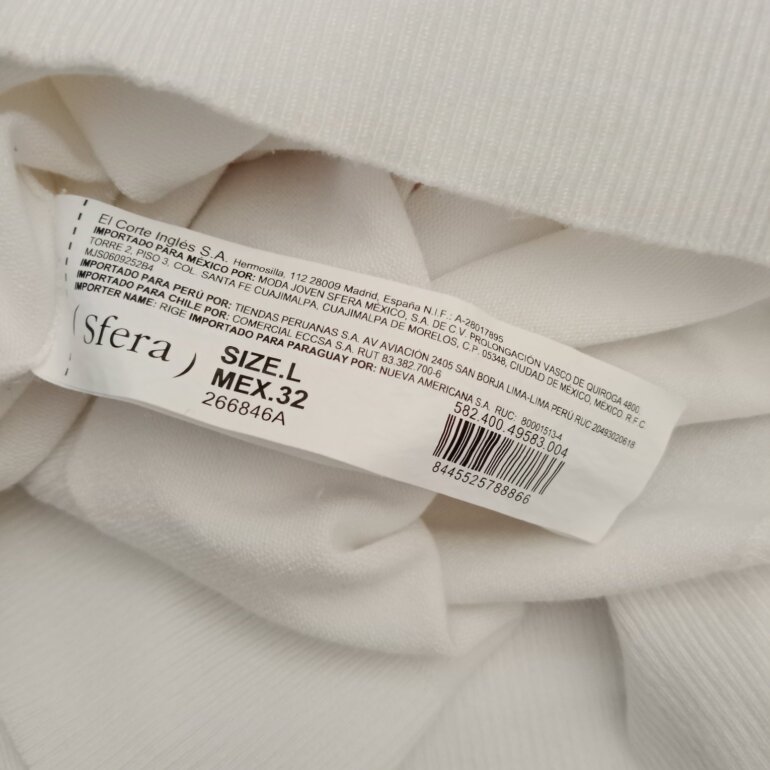 El Corte Inglés S.A. Hermosilla, 112 28009 Madrid, España N.I.F.: A-28017895
IMPORTADO PARA MÉXICO POR: MODA JOVEN SFERA MÉXICO, S.A. DE C.V. PROLONGACIÓN VASCO DE QUIROGA 4800,
TORRE 2, PISO 3, COL. SANTA FE CUAJIMALPA, CUAJIMALPA DE MORELOS, C.P. 05348, CIUDAD DE MÉXICO, MÉXICO. R.F.C.
MJS0609252B4
IMPORTADO PARA PERÚ POR: TIENDAS PERUANAS S.A. AV AVIACIÓN 2405 SAN BORJA LIMA-LIMA PERÚ RUC 20493020618
IMPORTADO PARA CHILE POR: COMERCIAL ECCSA S.A. RUT 83.382.700-6
IMPORTER NAME: RIGE IMPORTADO PARA PARAGUAY POR: NUEVA AMERICANA S.A. RUC: 80001513-4
(Sfera)
SIZE.L
MEX.32
266846A
582.400.49583.004
8445525788866